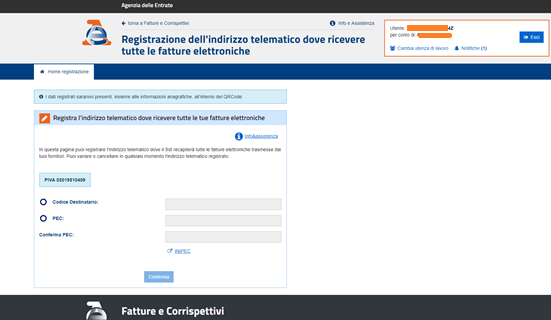 Agenzia delle Entrate
torna a Fatture e Corrispettivi
Info e Assistenza
Registrazione dell'indirizzo telematico dove ricevere
tutte le fatture elettroniche
Utente: 4Z
per conto di:
Esci
Cambia utenza di lavoro Notifiche (1)
Home registrazione
I dati registrati saranno presenti, insieme alle informazioni anagrafiche, all'interno del QRCode.
Registra l'indirizzo telematico dove ricevere tutte le tue fatture elettroniche
Info&assistenza
In questa pagina puoi registrare l'indirizzo telematico dove il SdI recapiterà tutte le fatture elettroniche trasmesse dai
tuoi fornitori. Puoi variare o cancellare in qualsiasi momento l'indirizzo telematico registrato.
PIVA 02019810409
Codice Destinatario:
PEC:
Conferma PEC:
INIPEC
Conferma
Fatture e Corrispettivi